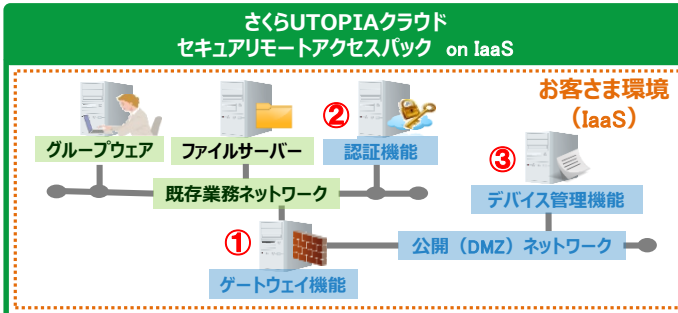 さくらUTOPIAクラウド
セキュアリモートアクセスパック on IaaS
お客さま環境
（IaaS）
②
③
グループウェア
ファイルサーバー
認証機能
既存業務ネットワーク
デバイス管理機能
①
公開（DMZ）ネットワーク
ゲートウェイ機能